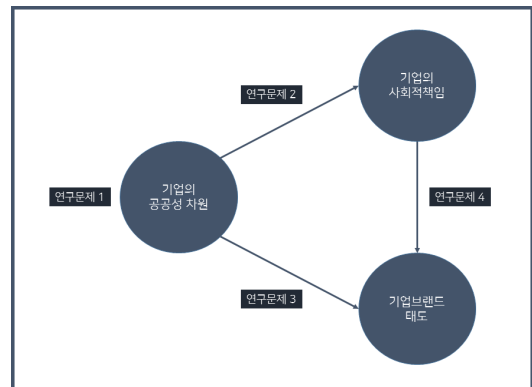 기업의
사회적책임
연구문제 2
연구문제 1
기업의
공공성 차원
연구문제 4
연구문제 3
기업브랜드
태도